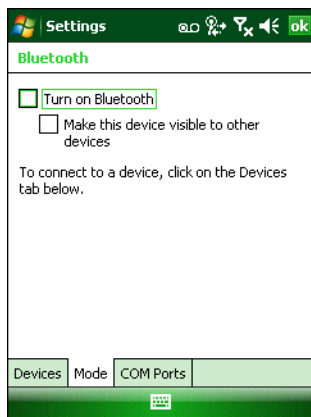 Settings
ok
Bluetooth
Turn on Bluetooth
Make this device visible to other
devices
To connect to a device, click on the Devices
tab below.
Devices Mode COM Ports